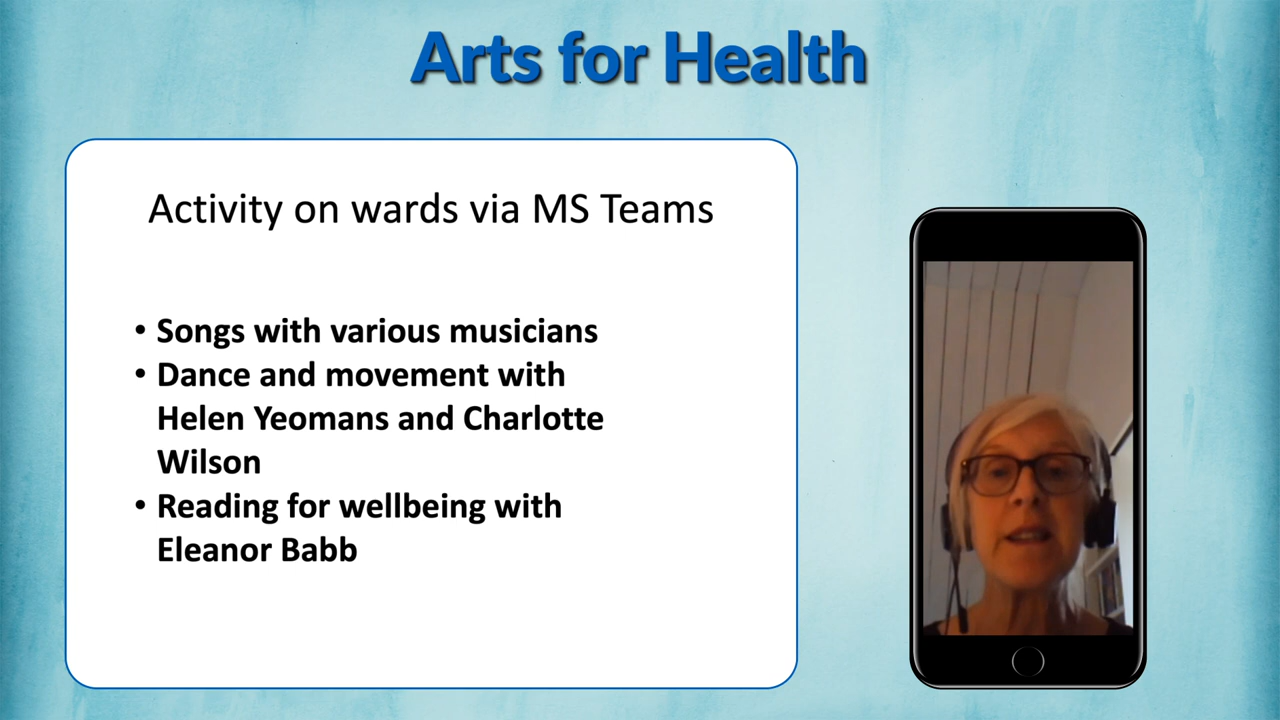 Arts for Health
Activity on wards via MS Teams
• Songs with various musicians
• Dance and movement with
Helen Yeomans and Charlotte
Wilson
• Reading for wellbeing with
Eleanor Babb